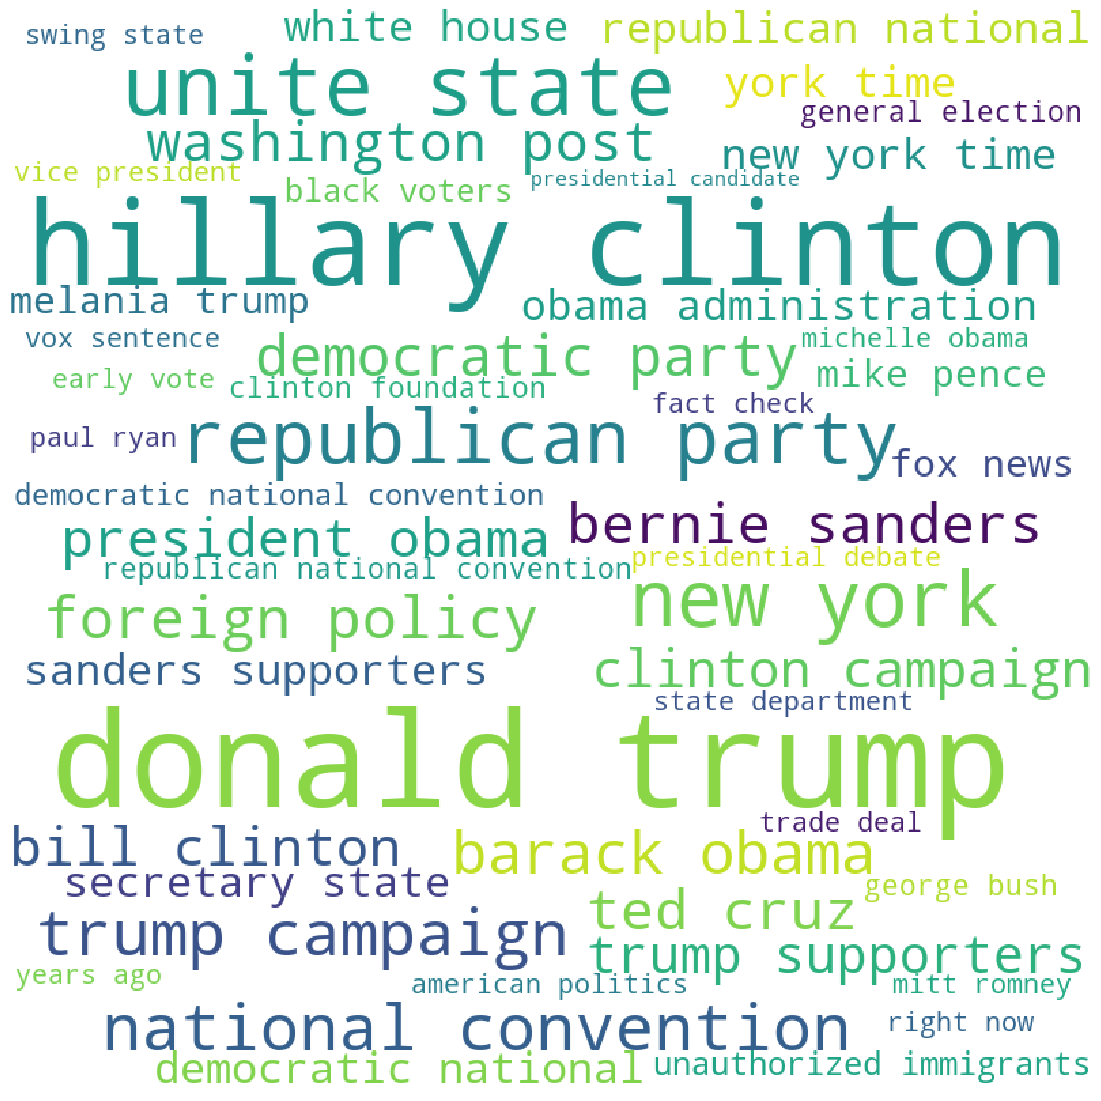 swing state
white house
republican national
unite state
york time
general election
washington post
new york time
vice president
black voters
presidential candidate
hillary clinton
melania trump
obama administration
vox sentence
democratic party
michelle obama
early vote
clinton foundation
mike pence
fact check
paul ryan
republican party
fox news
democratic national convention
president obama
bernie sanders
republican national convention
presidential debate
foreign policy
new york
sanders supporters
clinton campaign
state department
donald trump
trade deal
bill clinton
barack obama
secretary state
george bush
trump campaign
ted cruz
trump supporters
years ago
american politics
mitt romney
national convention
right now
democratic national
unauthorized immigrants